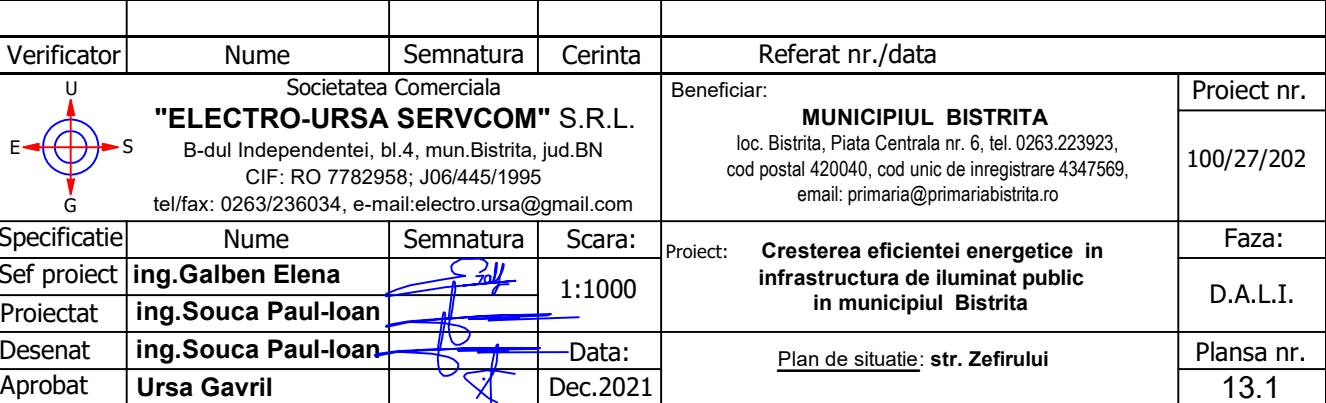 Verificator Nume Semnatura Cerinta Referat nr./data
U
E S
G
Societatea Comerciala
"ELECTRO-URSA SERVCOM" S.R.L.
B-dul Independentei, bl.4, mun.Bistrita, jud.BN
CIF: RO 7782958; J06/445/1995
tel/fax: 0263/236034, e-mail:electro.ursa@gmail.com
Beneficiar:
MUNICIPIUL BISTRITA
loc. Bistrita, Piata Centrala nr. 6, tel. 0263.223923,
cod postal 420040, cod unic de inregistrare 4347569,
email: primaria@primariabistrita.ro
Proiect nr.
100/27/202
Specificatie Nume Semnatura Scara:
Sef proiect ing.Galben Elena
1:1000
Proiectat ing.Souca Paul-Ioan
Desenat ing.Souca Paul-Ioan Data:
Aprobat Ursa Gavril Dec.2021
Proiect: Cresterea eficientei energetice in
infrastructura de iluminat public
in municipiul Bistrita
Plan de situatie: str. Zefirului
Faza:
D.A.L.I.
Plansa nr.
13.1